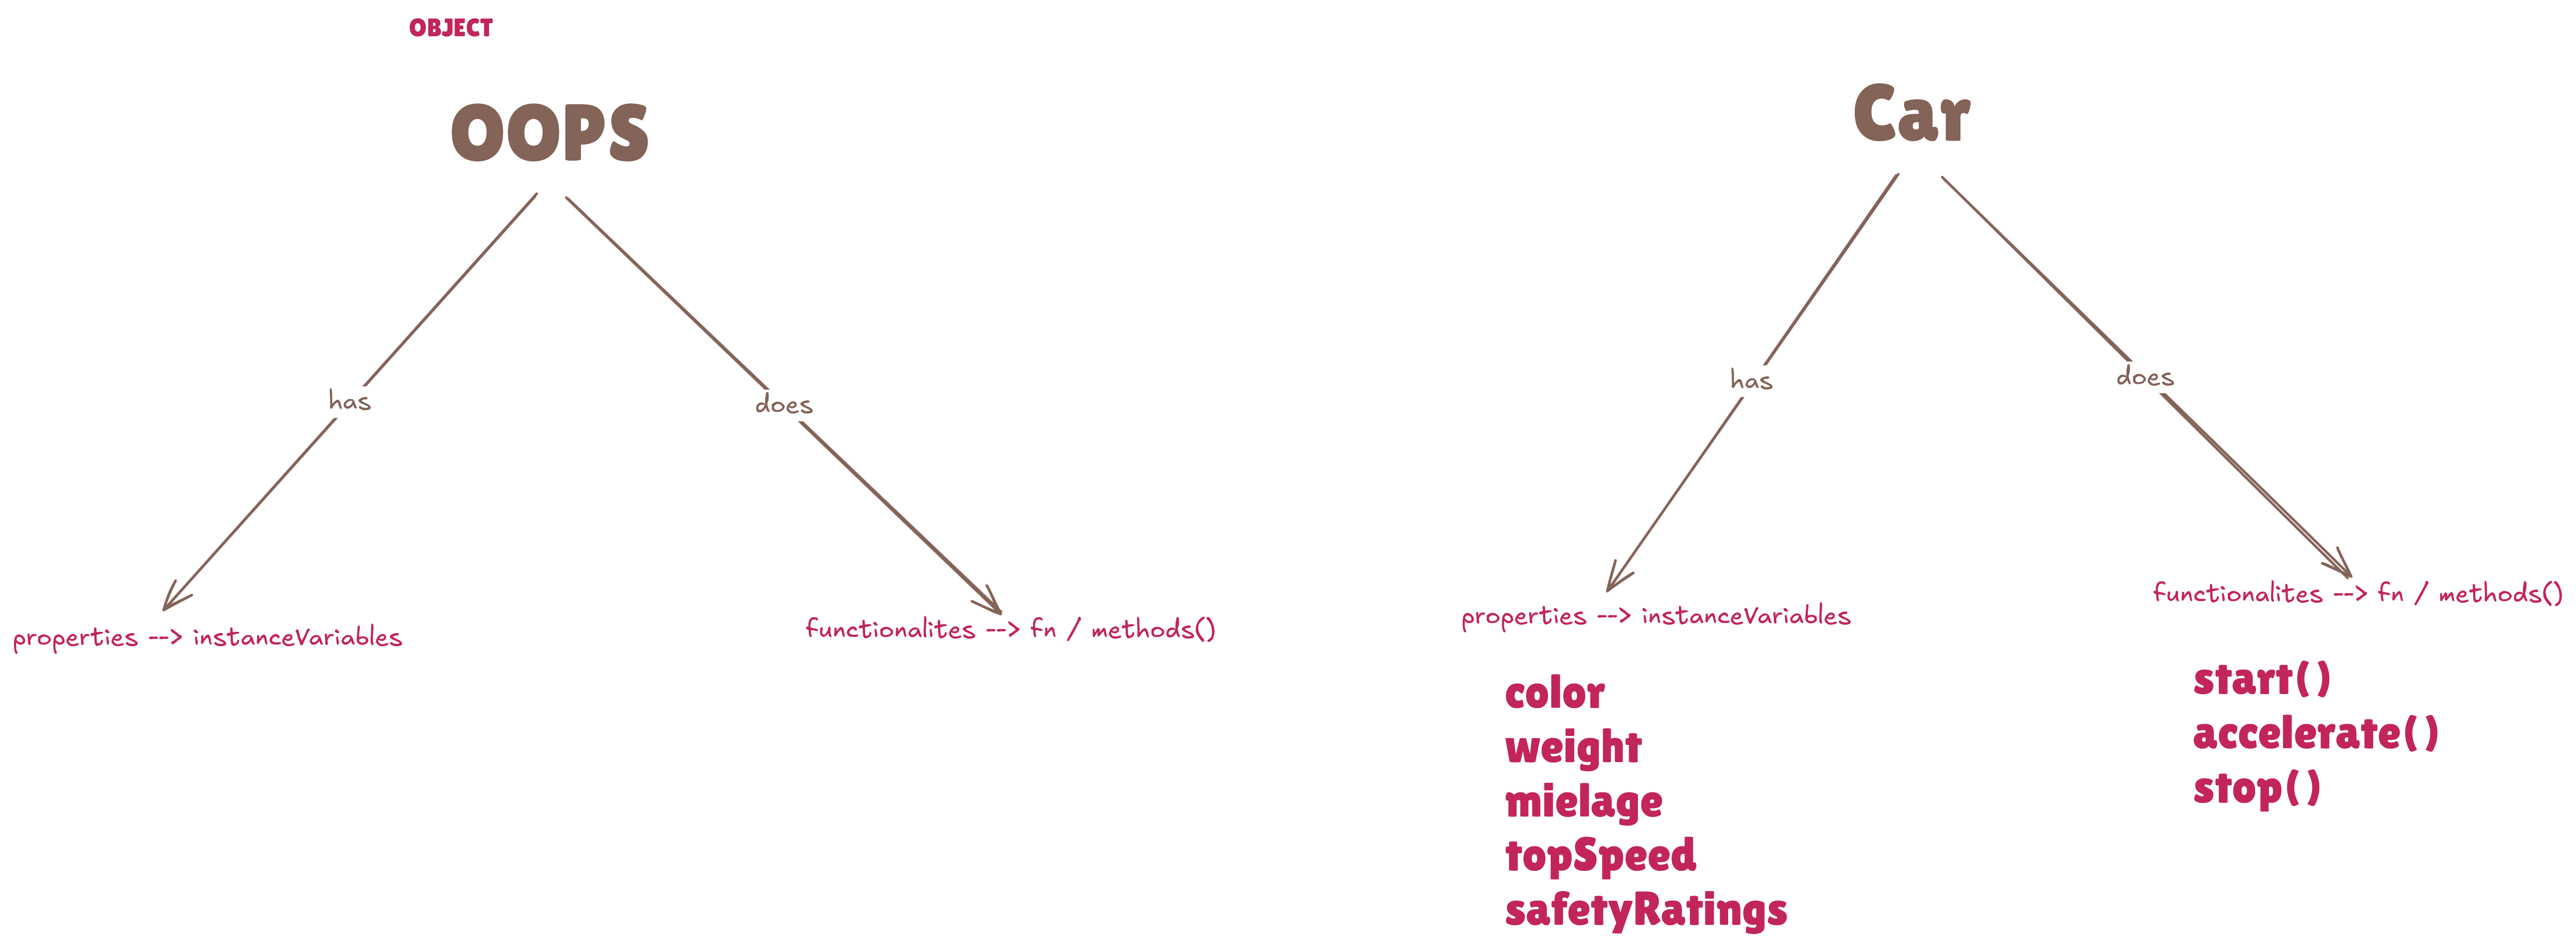 OBJECT
OOPS
has
does
properties --> instanceVariables
functionalites --> fn / methods()
Car
has
does
properties --> instanceVariables
color
weight
mielage
topSpeed
safetyRatings
functionalites --> fn / methods()
start()
accelerate()
stop()